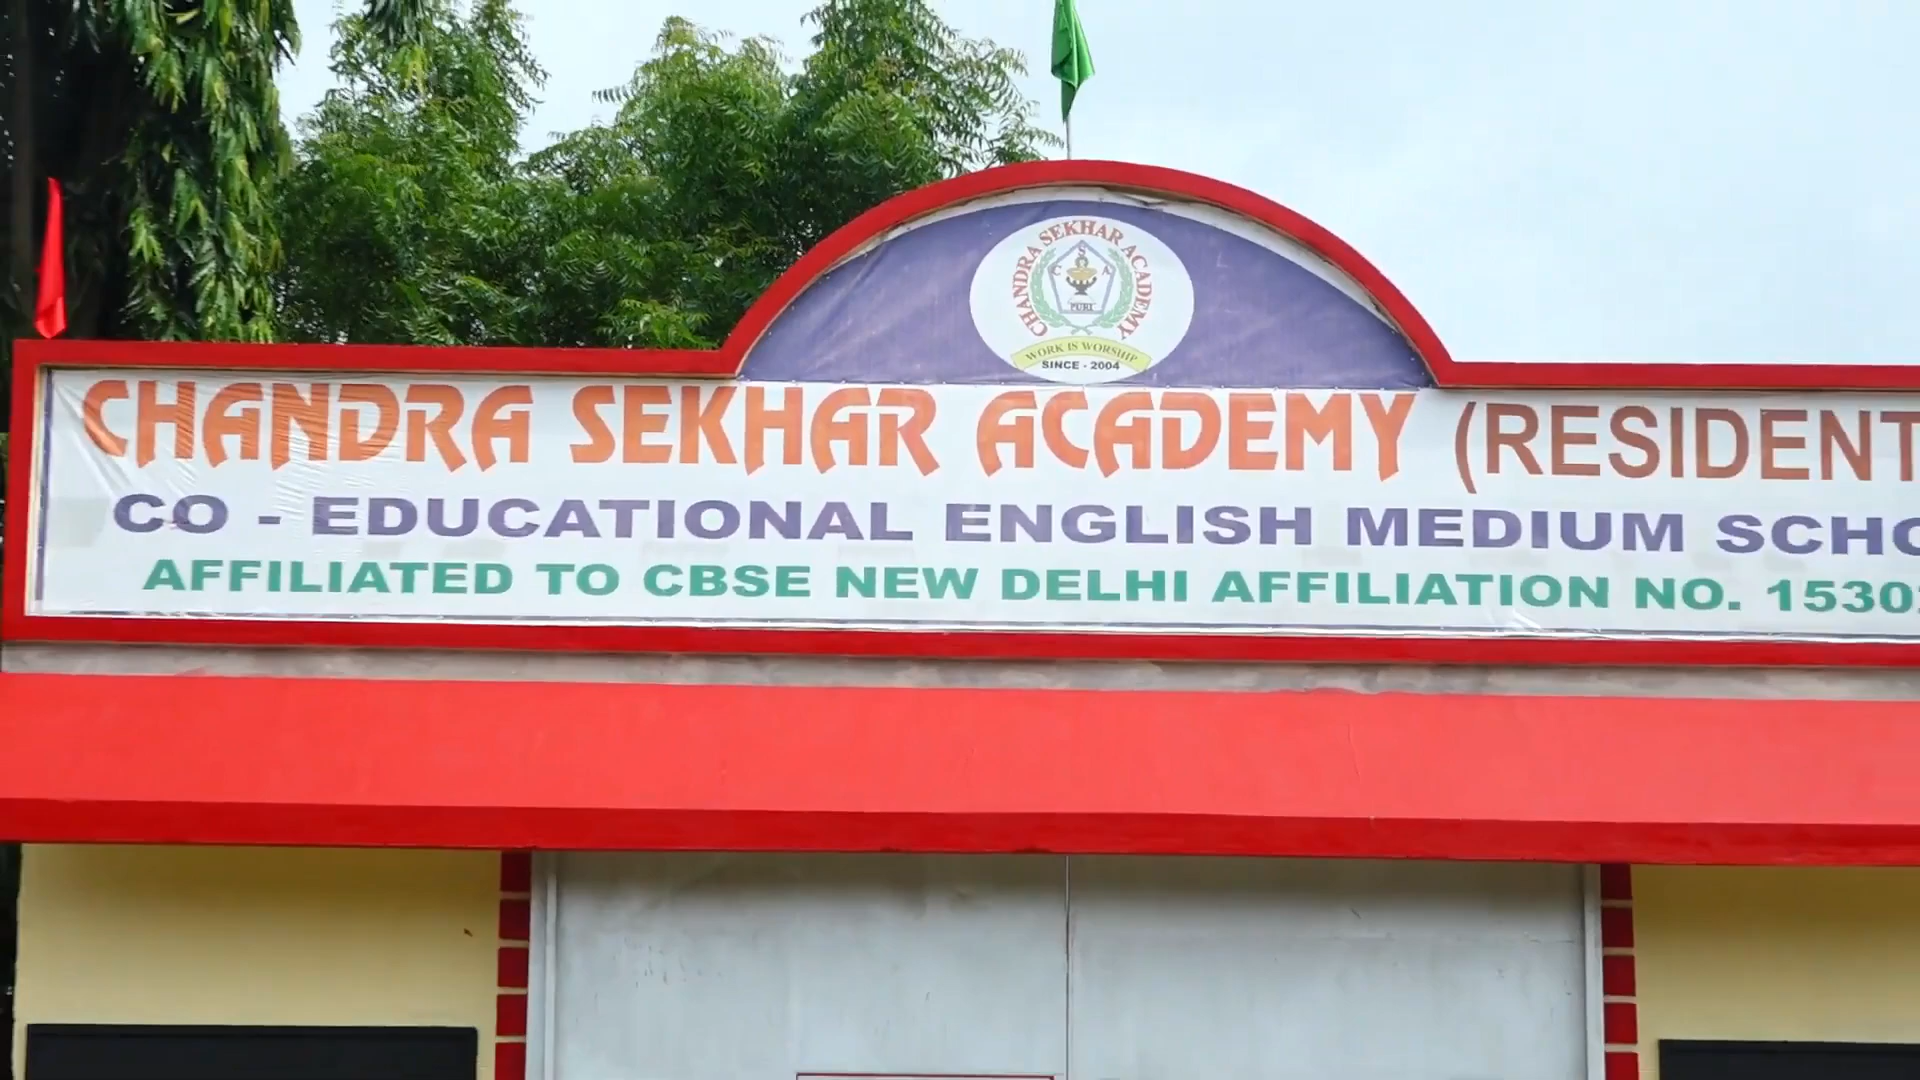 CHANDRA SEKHAR ACADEMY
S
C A
PURI
WORK IS WORSHIP
SINCE - 2004
CHANDRA SEKHAR ACADEMY (RESIDENT
CO - EDUCATIONAL ENGLISH MEDIUM SCHO
AFFILIATED TO CBSE NEW DELHI AFFILIATION NO. 1530